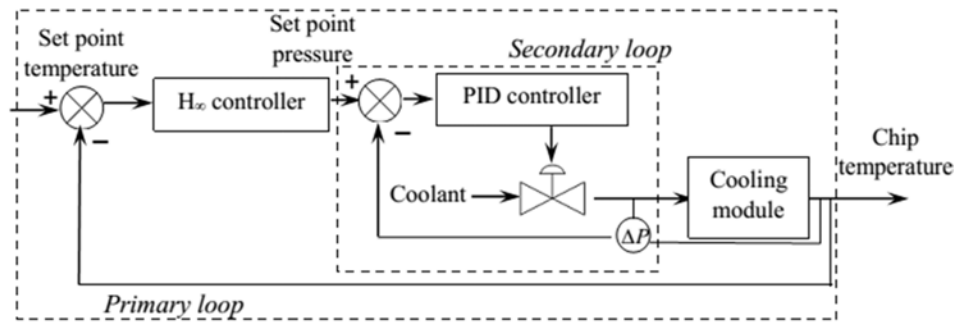 Set point
temperature
Set point
pressure
Secondary loop
+
H∞ controller
+
PID controller
−
−
Chip
temperature
Coolant
Cooling
module
ΔP
Primary loop